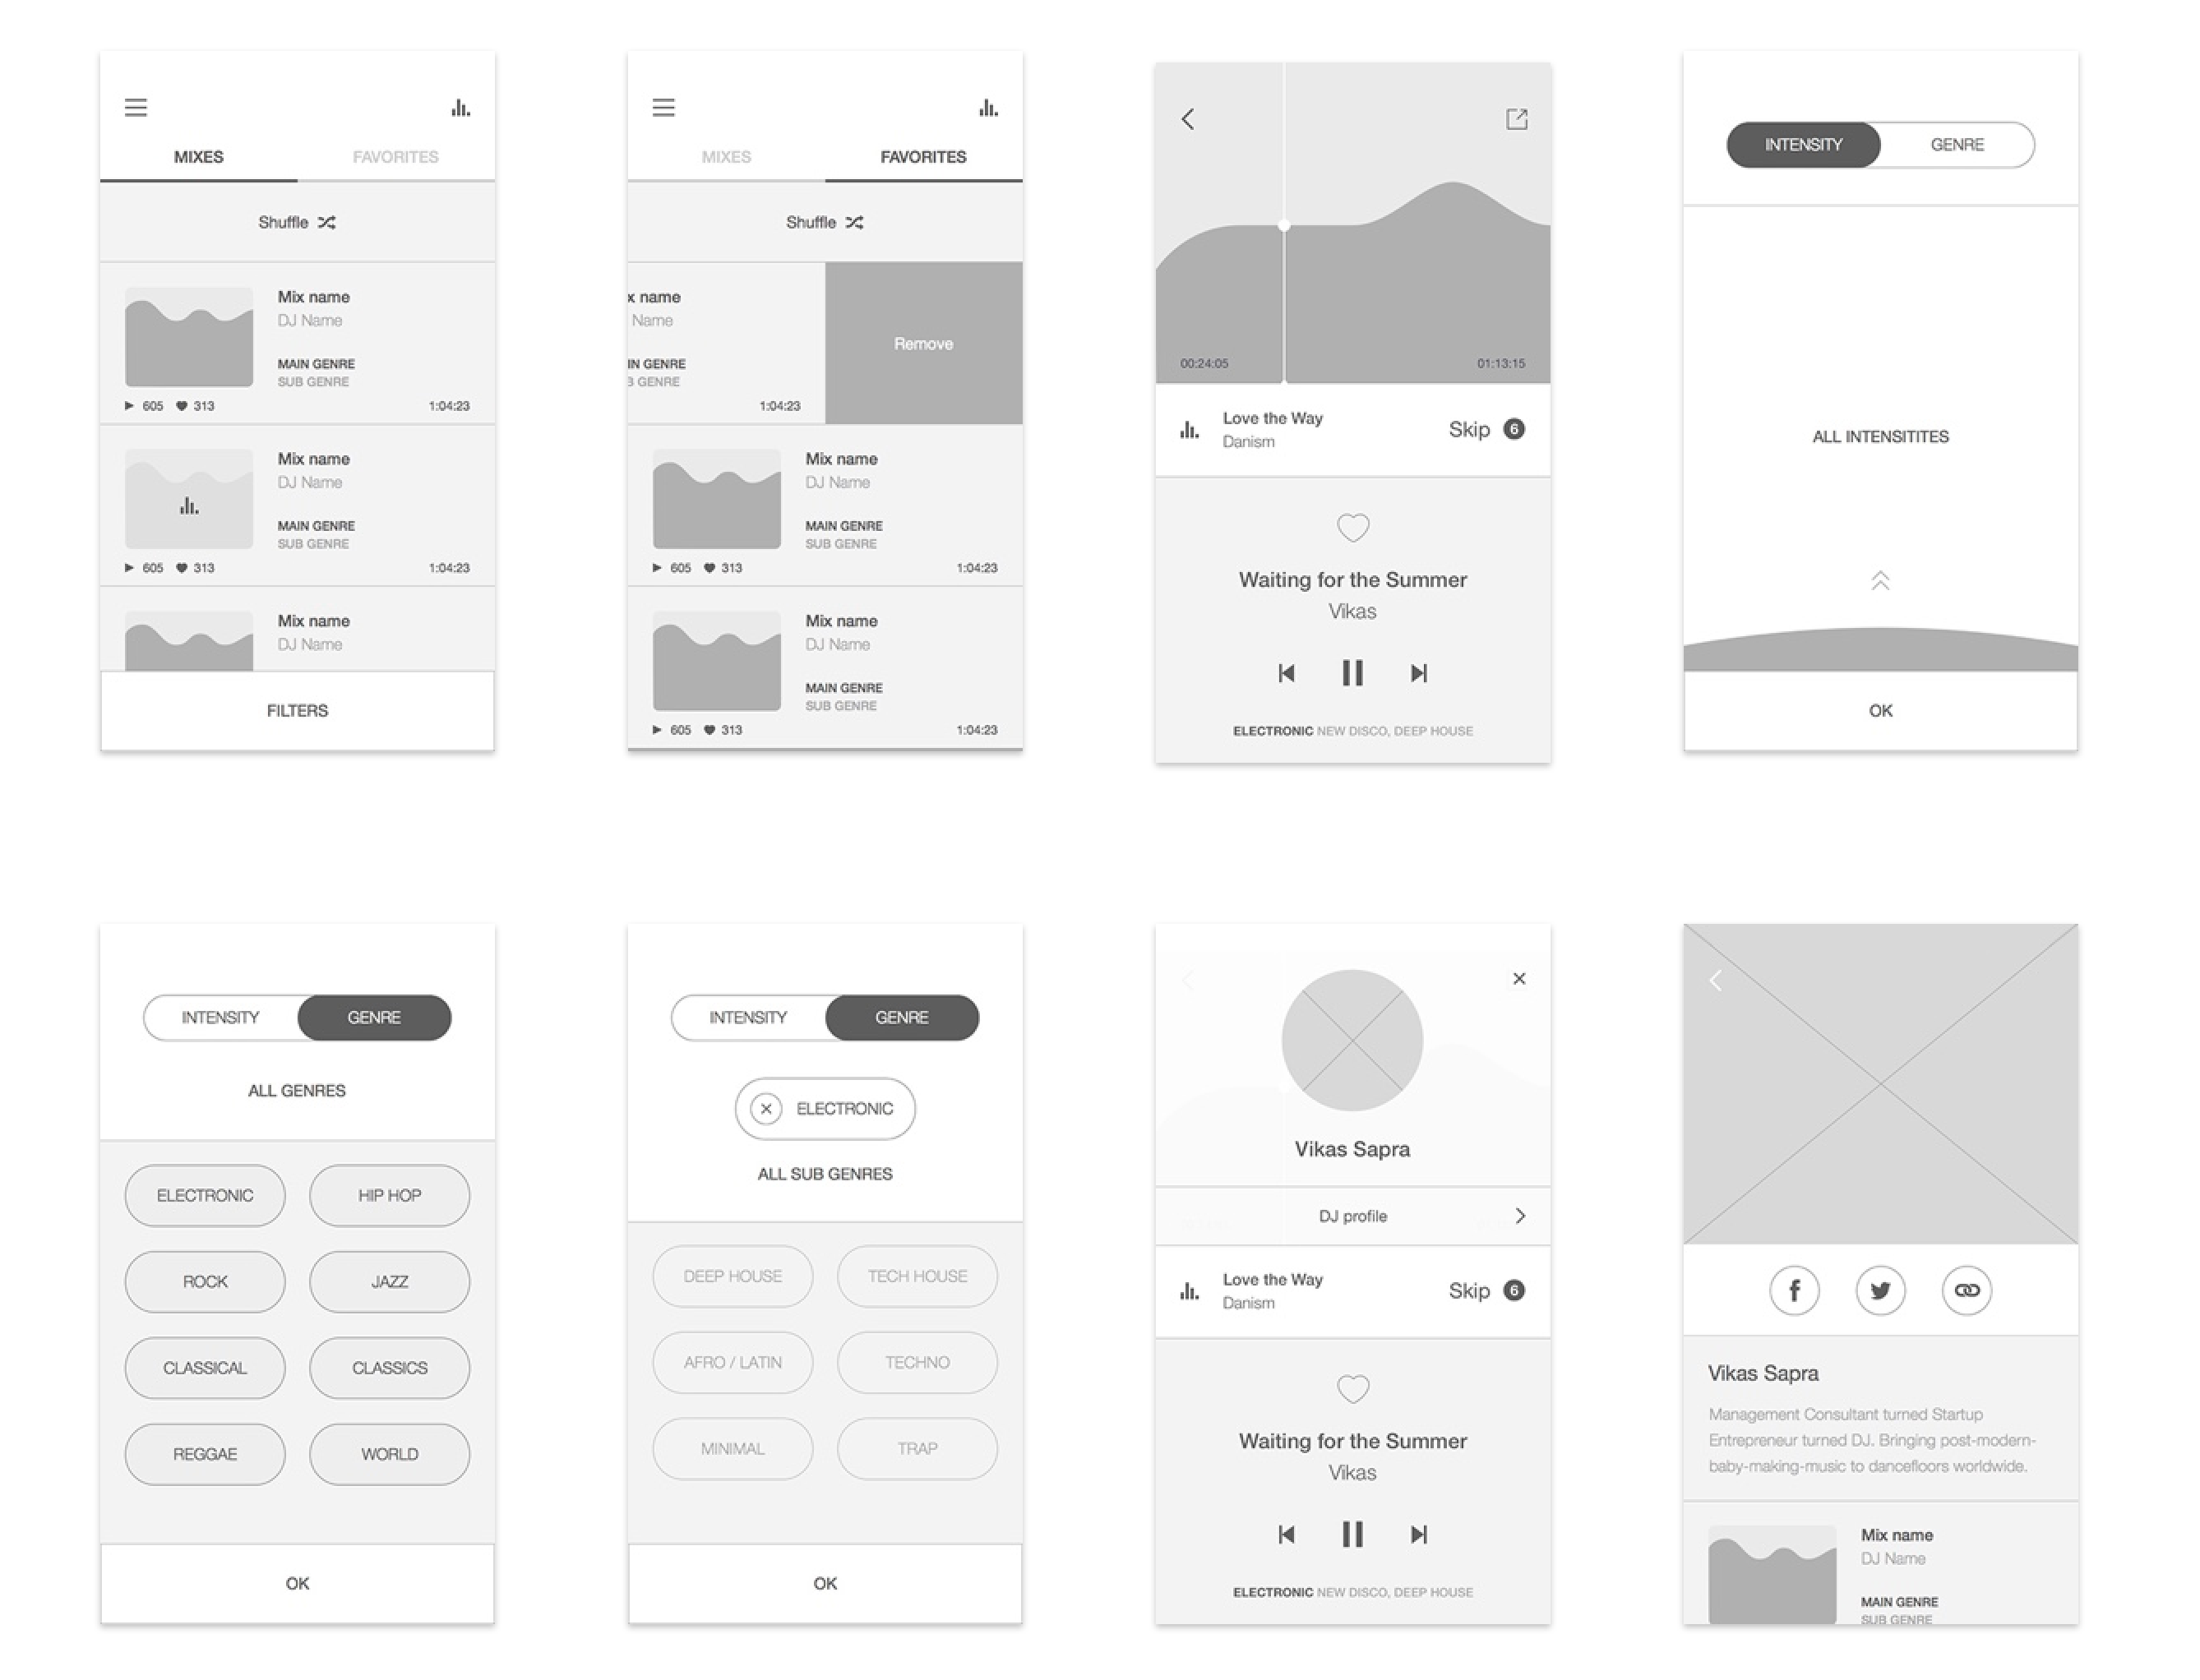 MIXES FAVORITES
Shuffle
Mix name
DJ Name
MAIN GENRE
SUB GENRE
605 313 1:04:23
Mix name
DJ Name
MAIN GENRE
SUB GENRE
605 313 1:04:23
Mix name
DJ Name
FILTERS
MIXES FAVORITES
Shuffle
x name
Name
IN GENRE
B GENRE
1:04:23
Remove
Mix name
DJ Name
MAIN GENRE
SUB GENRE
605 313 1:04:23
Mix name
DJ Name
MAIN GENRE
SUB GENRE
605 313 1:04:23
00:24:05 01:13:15
Love the Way
Danism
Skip 6
Waiting for the Summer
Vikas
ELECTRONIC NEW DISCO, DEEP HOUSE
INTENSITY GENRE
ALL INTENSITITES
OK
INTENSITY GENRE
ALL GENRES
ELECTRONIC HIP HOP
ROCK JAZZ
CLASSICAL CLASSICS
REGGAE WORLD
OK
INTENSITY GENRE
ELECTRONIC
ALL SUB GENRES
DEEP HOUSE TECH HOUSE
AFRO / LATIN TECHNO
MINIMAL TRAP
OK
Vikas Sapra
DJ profile
Love the Way
Danism
Skip 6
Waiting for the Summer
Vikas
ELECTRONIC NEW DISCO, DEEP HOUSE
Vikas Sapra
Management Consultant turned Startup
Entrepreneur turned DJ. Bringing post-modern-
baby-making-music to dancefloors worldwide.
Mix name
DJ Name
MAIN GENRE
SUB GENRE